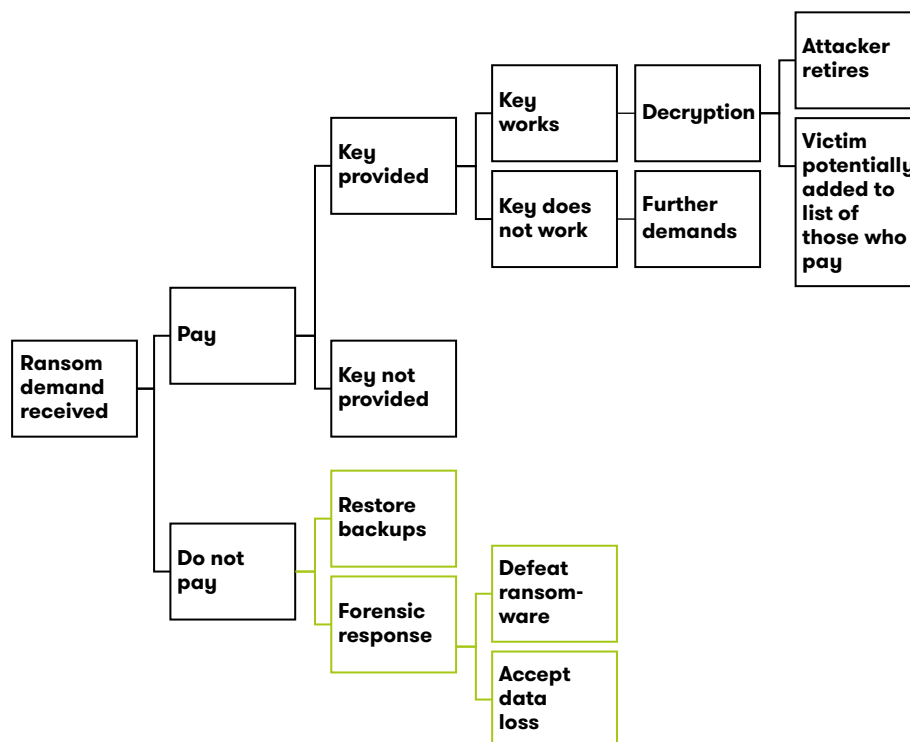 Attacker
retires
Key
works
Decryption
Victim
potentially
added to
list of
those who
pay
Key
provided
Key does
not work
Further
demands
Pay
Ransom
demand
received
Key not
provided
Restore
backups
Do not
pay
Forensic
response
Defeat
ransom-
ware
Accept
data
loss